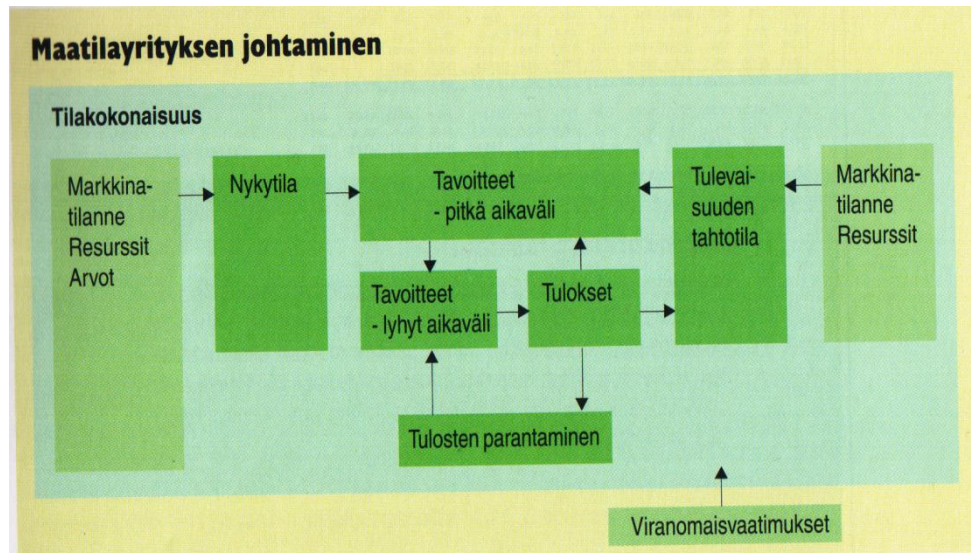 Maatilayrityksen johtaminen
Tilakokonaisuus
Markkina-
tilanne
Resurssit
Arvot
Nykytila
Tavoitteet
- pitkä aikaväli
Tulevai-
suuden
tahtotila
Markkina-
tilanne
Resurssit
Tavoitteet
- lyhyt aikaväli
Tulokset
Tulosten parantaminen
Viranomaisvaatimukset